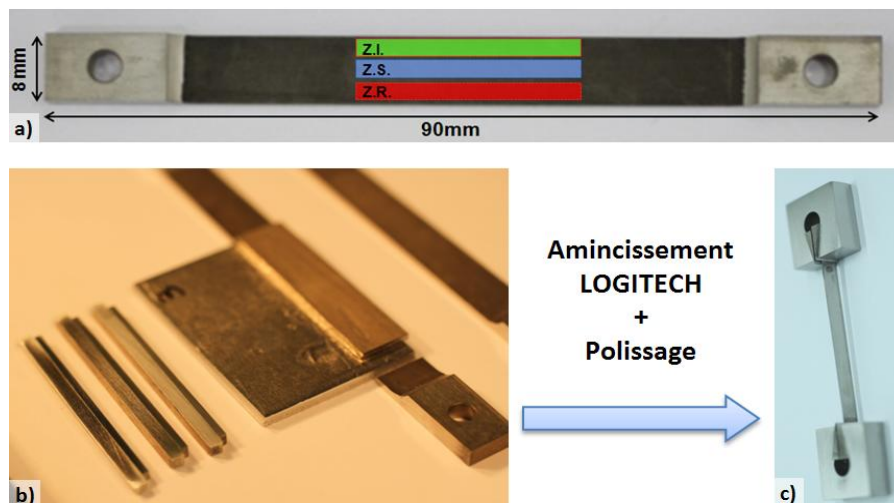 Z.I.
Z.S.
Z.R.
8mm
90mm
a)
b)
Amincissement
LOGITECH
+
Polissage
c)